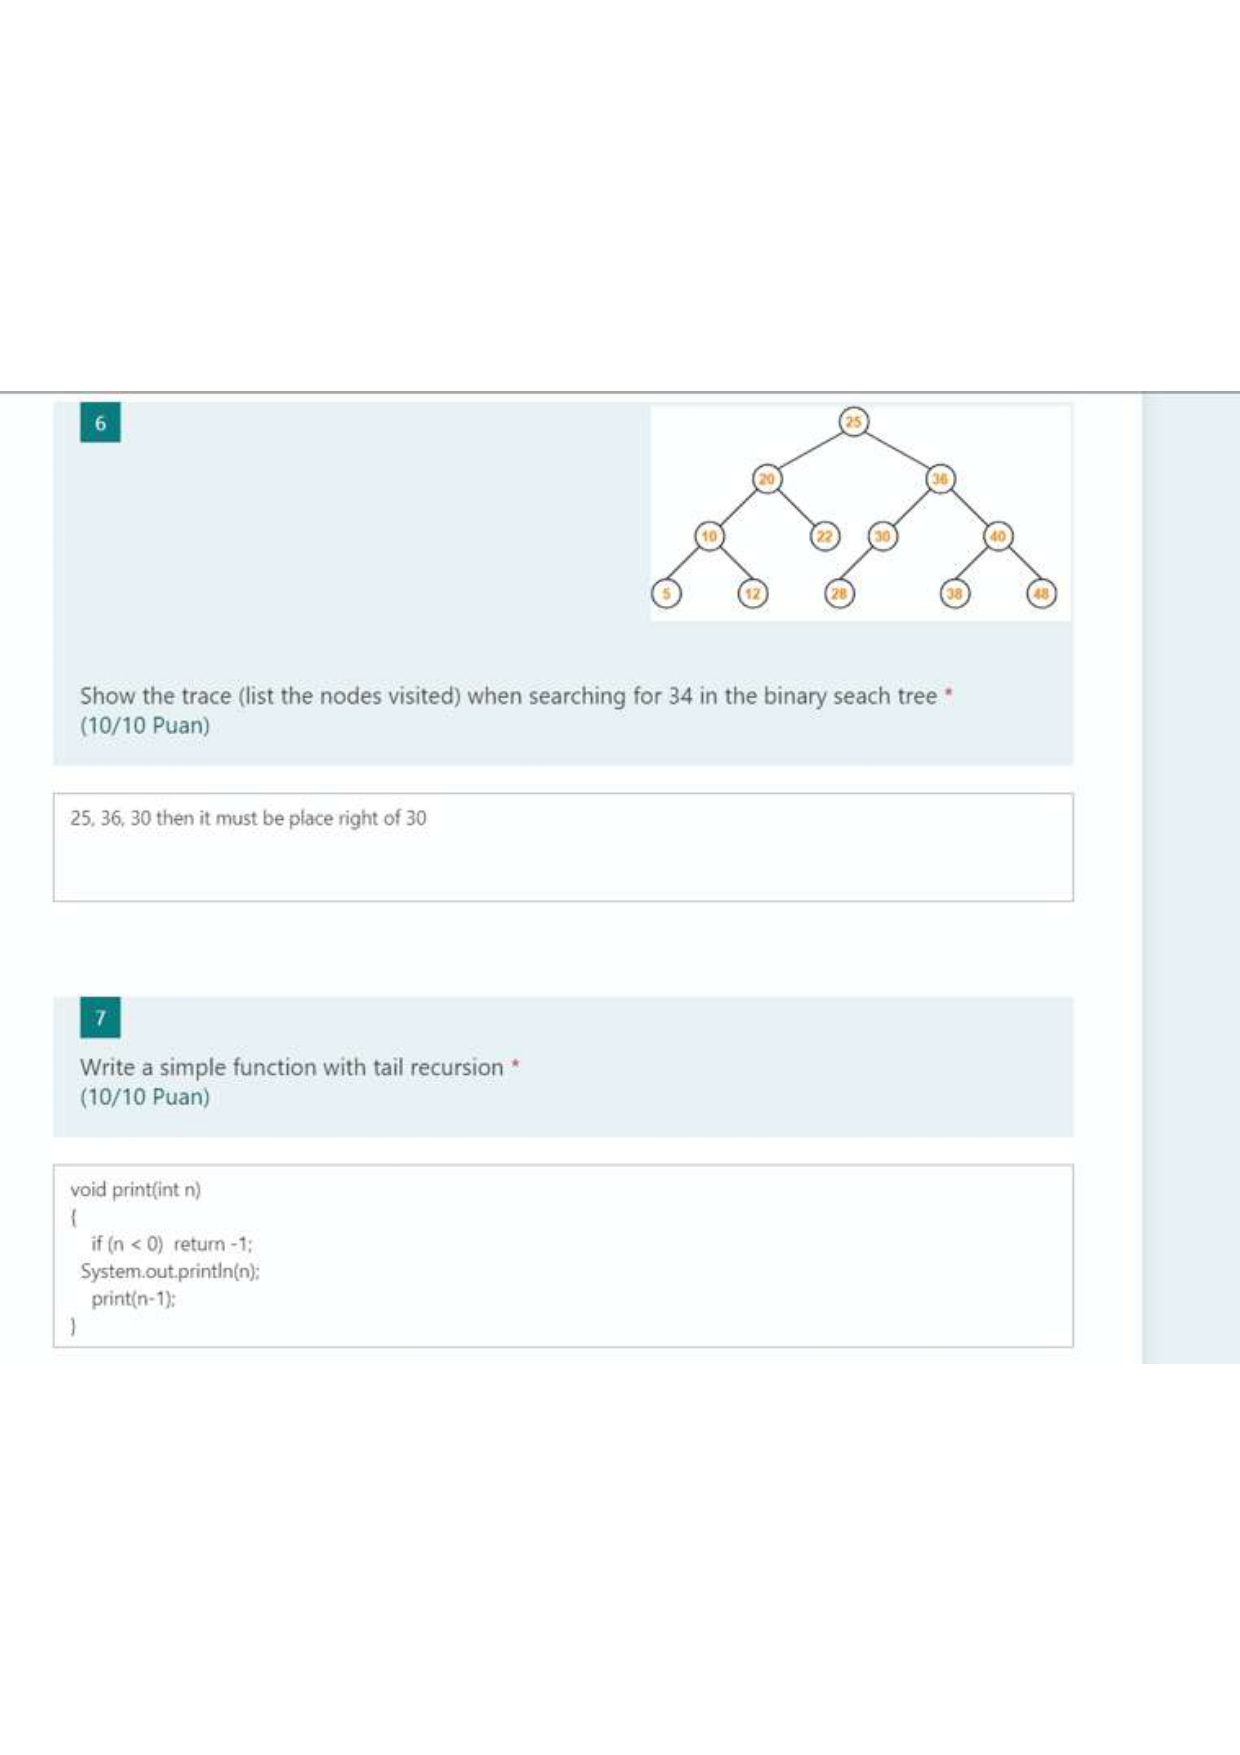 6
25
20
36
10
22
30
40
5
12
28
38
48
Show the trace (list the nodes visited) when searching for 34 in the binary seach tree *
(10/10 Puan)
25, 36, 30 then it must be place right of 30
7
Write a simple function with tail recursion *
(10/10 Puan)
void print(int n)
{
if (n < 0)  return -1;
System.out.println(n);
print(n-1);
}